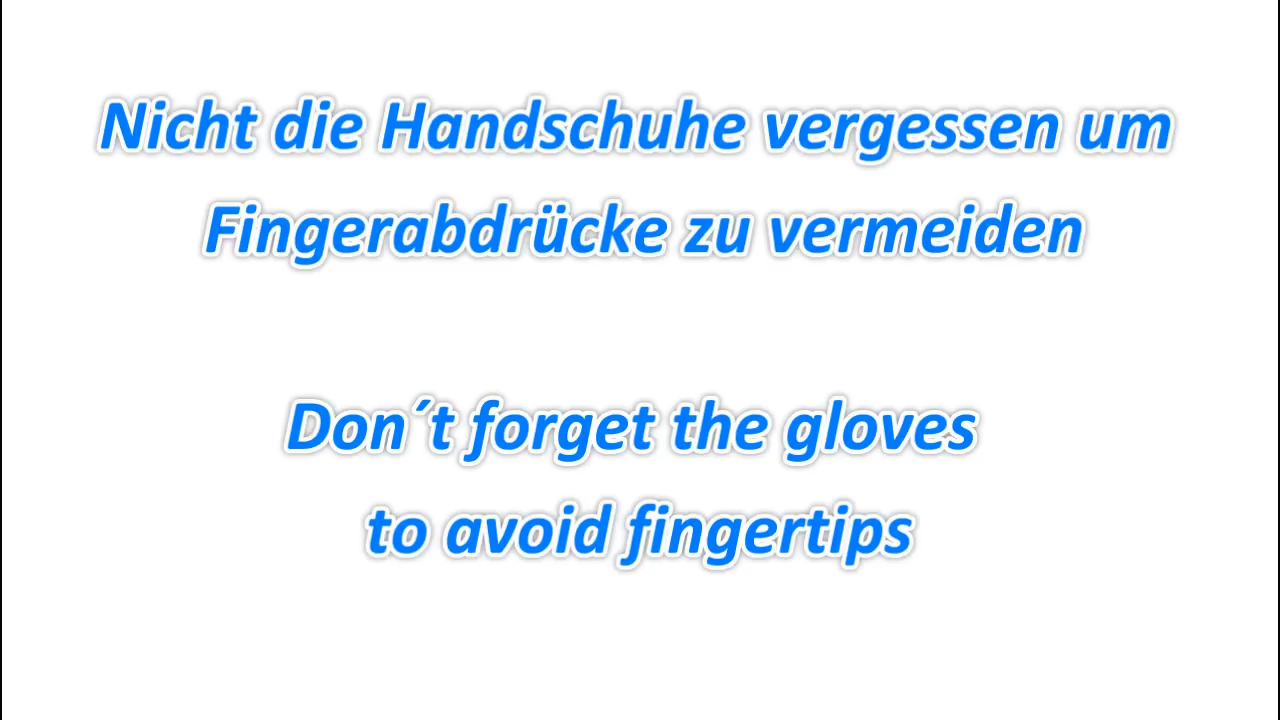 Nicht die Handschuhe vergessen um
Fingerabdrücke zu vermeiden
Don´t forget the gloves
to avoid fingertips